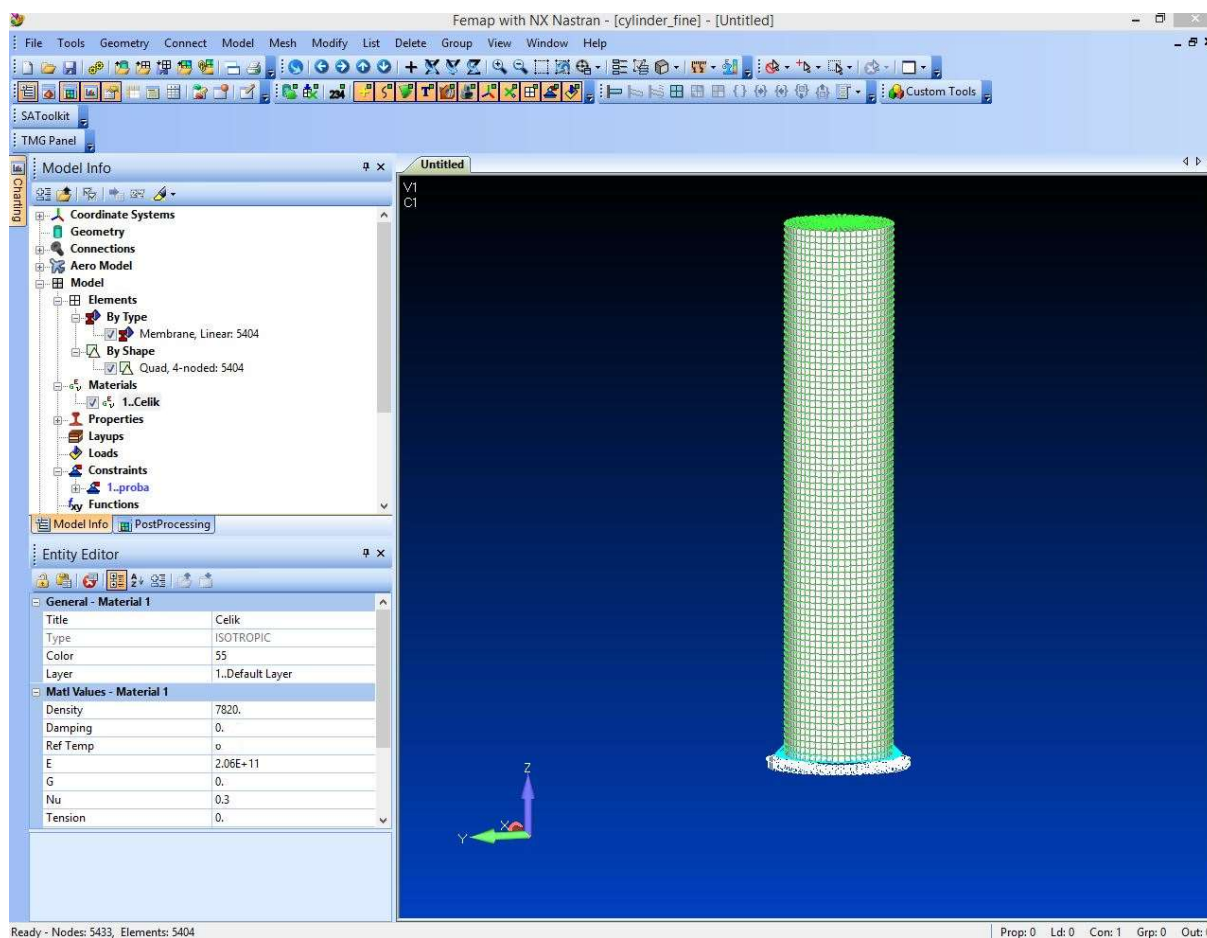 Femap with NX Nastran - [cylinder_fine] - [Untitled]
File Tools Geometry Connect Model Mesh Modify List Delete Group View Window Help
Custom Tools
SAToolkit
TMG Panel
Charting
Model Info
Untitled
V1
C1
Coordinate Systems
Geometry
Connections
Aero Model
Model
Elements
By Type
Membrane, Linear: 5404
By Shape
Quad, 4-noded: 5404
Materials
1..Celik
Properties
Layups
Loads
Constraints
1..proba
Functions
Model Info PostProcessing
Entity Editor
General - Material 1
Title Celik
Type ISOTROPIC
Color 55
Layer 1..Default Layer
Matl Values - Material 1
Density 7820.
Damping 0.
Ref Temp o
E 2.06E+11
G 0.
Nu 0.3
Tension 0.
Z
X
Y
Ready - Nodes: 5433, Elements: 5404
Prop: 0 Ld: 0 Con: 1 Grp: 0 Out: